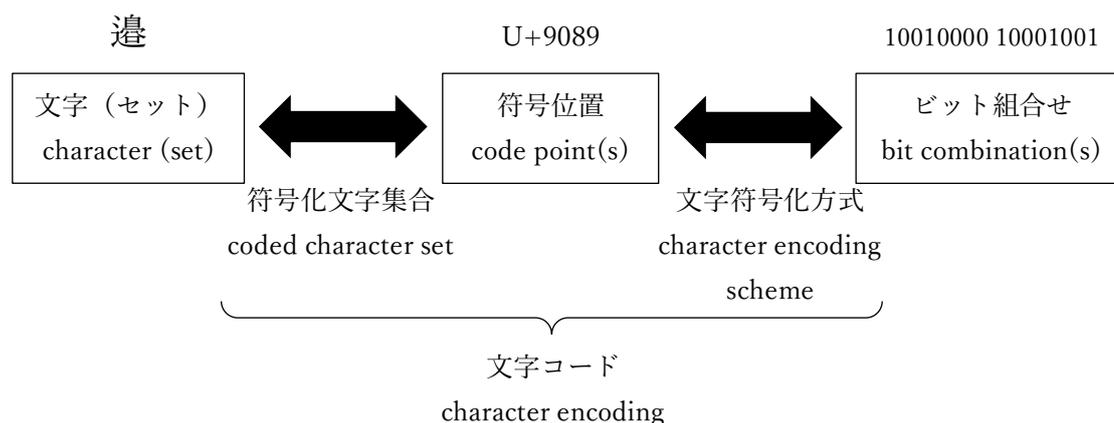 邉
U+9089
10010000 10001001
文字（セット）
character (set)
符号位置
code point(s)
ビット組合せ
bit combination(s)
符号化文字集合
coded character set
文字符号化方式
character encoding
scheme
文字コード
character encoding